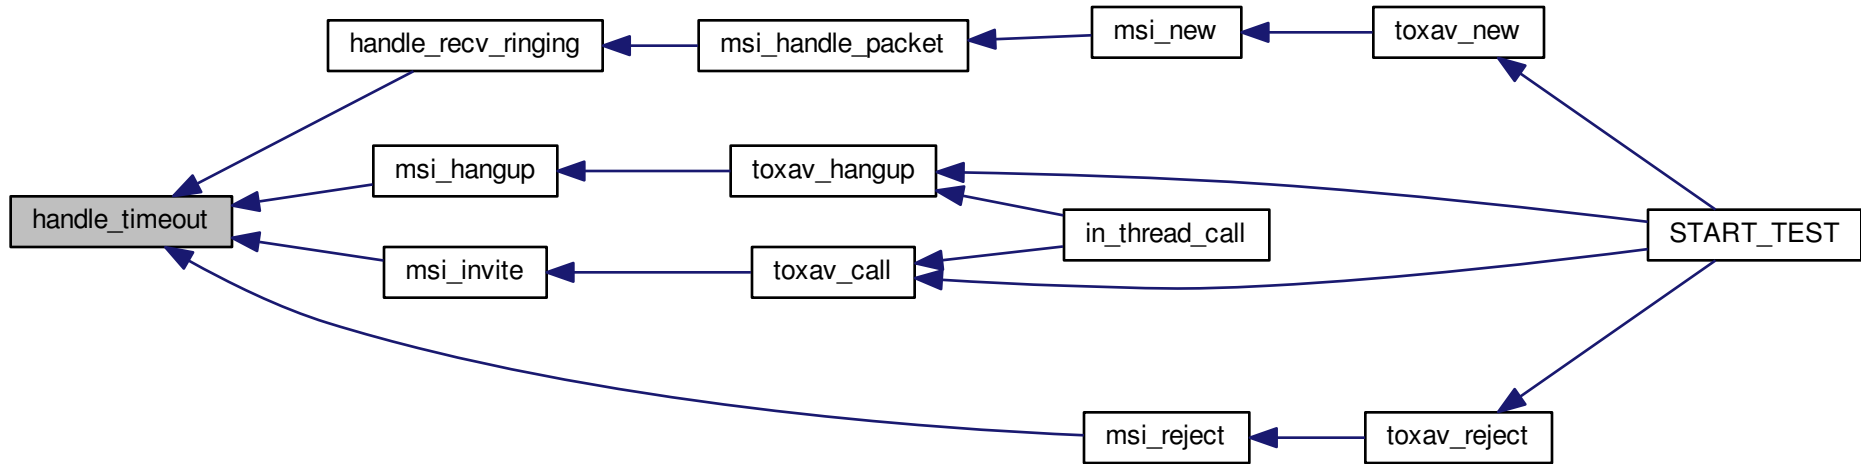 handle_recv_ringing
msi_handle_packet
msi_new
toxav_new
msi_hangup
toxav_hangup
handle_timeout
in_thread_call
START_TEST
msi_invite
toxav_call
msi_reject
toxav_reject